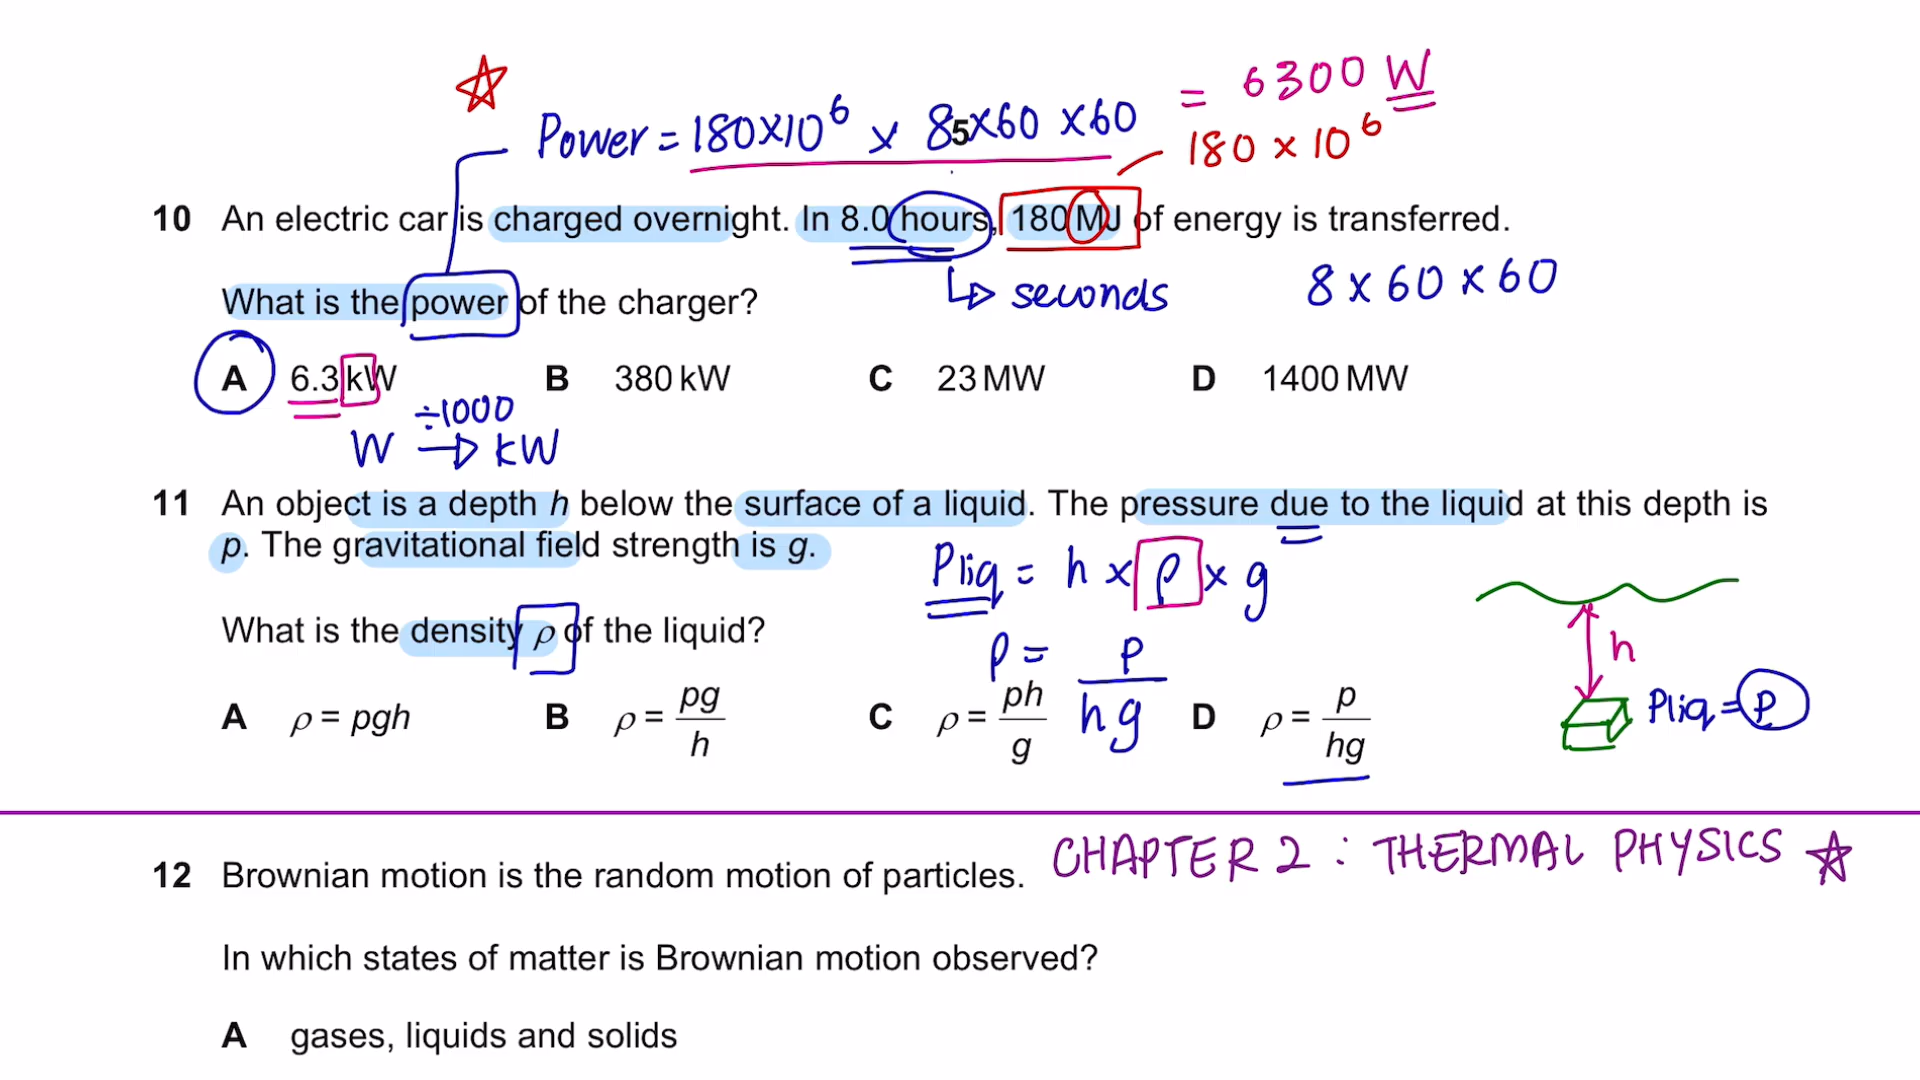 = 6300 W
Power = 180×10⁶ × 85×60 ×60
180 × 10⁶
10 An electric car is charged overnight. In 8.0 hours, 180 MJ of energy is transferred.
↳ seconds 8 × 60 × 60
What is the power of the charger?
A 6.3 kW B 380 kW C 23 MW D 1400 MW
÷1000
W → kW
11 An object is a depth h below the surface of a liquid. The pressure due to the liquid at this depth is
p. The gravitational field strength is g.
Pliq = h × ρ × g
What is the density ρ of the liquid?
ρ = p/hg
h
Pliq = P
A ρ = pgh B ρ = pg/h C ρ = ph/g D ρ = p/hg
CHAPTER 2 : THERMAL PHYSICS
12 Brownian motion is the random motion of particles.
In which states of matter is Brownian motion observed?
A gases, liquids and solids